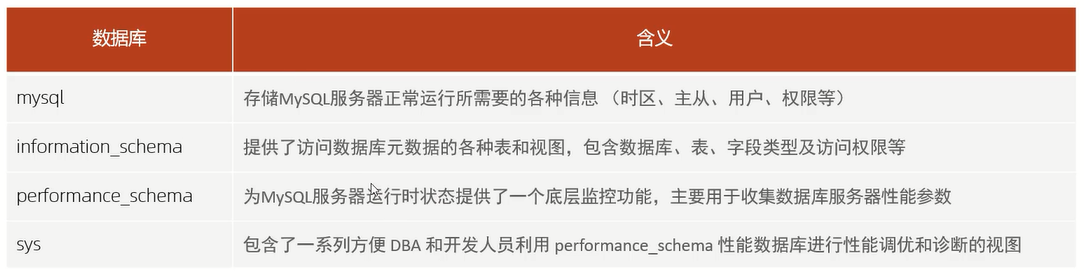 数据库 含义
mysql 存储MySQL服务器正常运行所需要的各种信息 （时区、主从、用户、权限等）
information_schema 提供了访问数据库元数据的各种表和视图，包含数据库、表、字段类型及访问权限等
performance_schema 为MySQL服务器运行时状态提供了一个底层监控功能，主要用于收集数据库服务器性能参数
sys 包含了一系列方便 DBA 和开发人员利用 performance_schema 性能数据库进行性能调优和诊断的视图